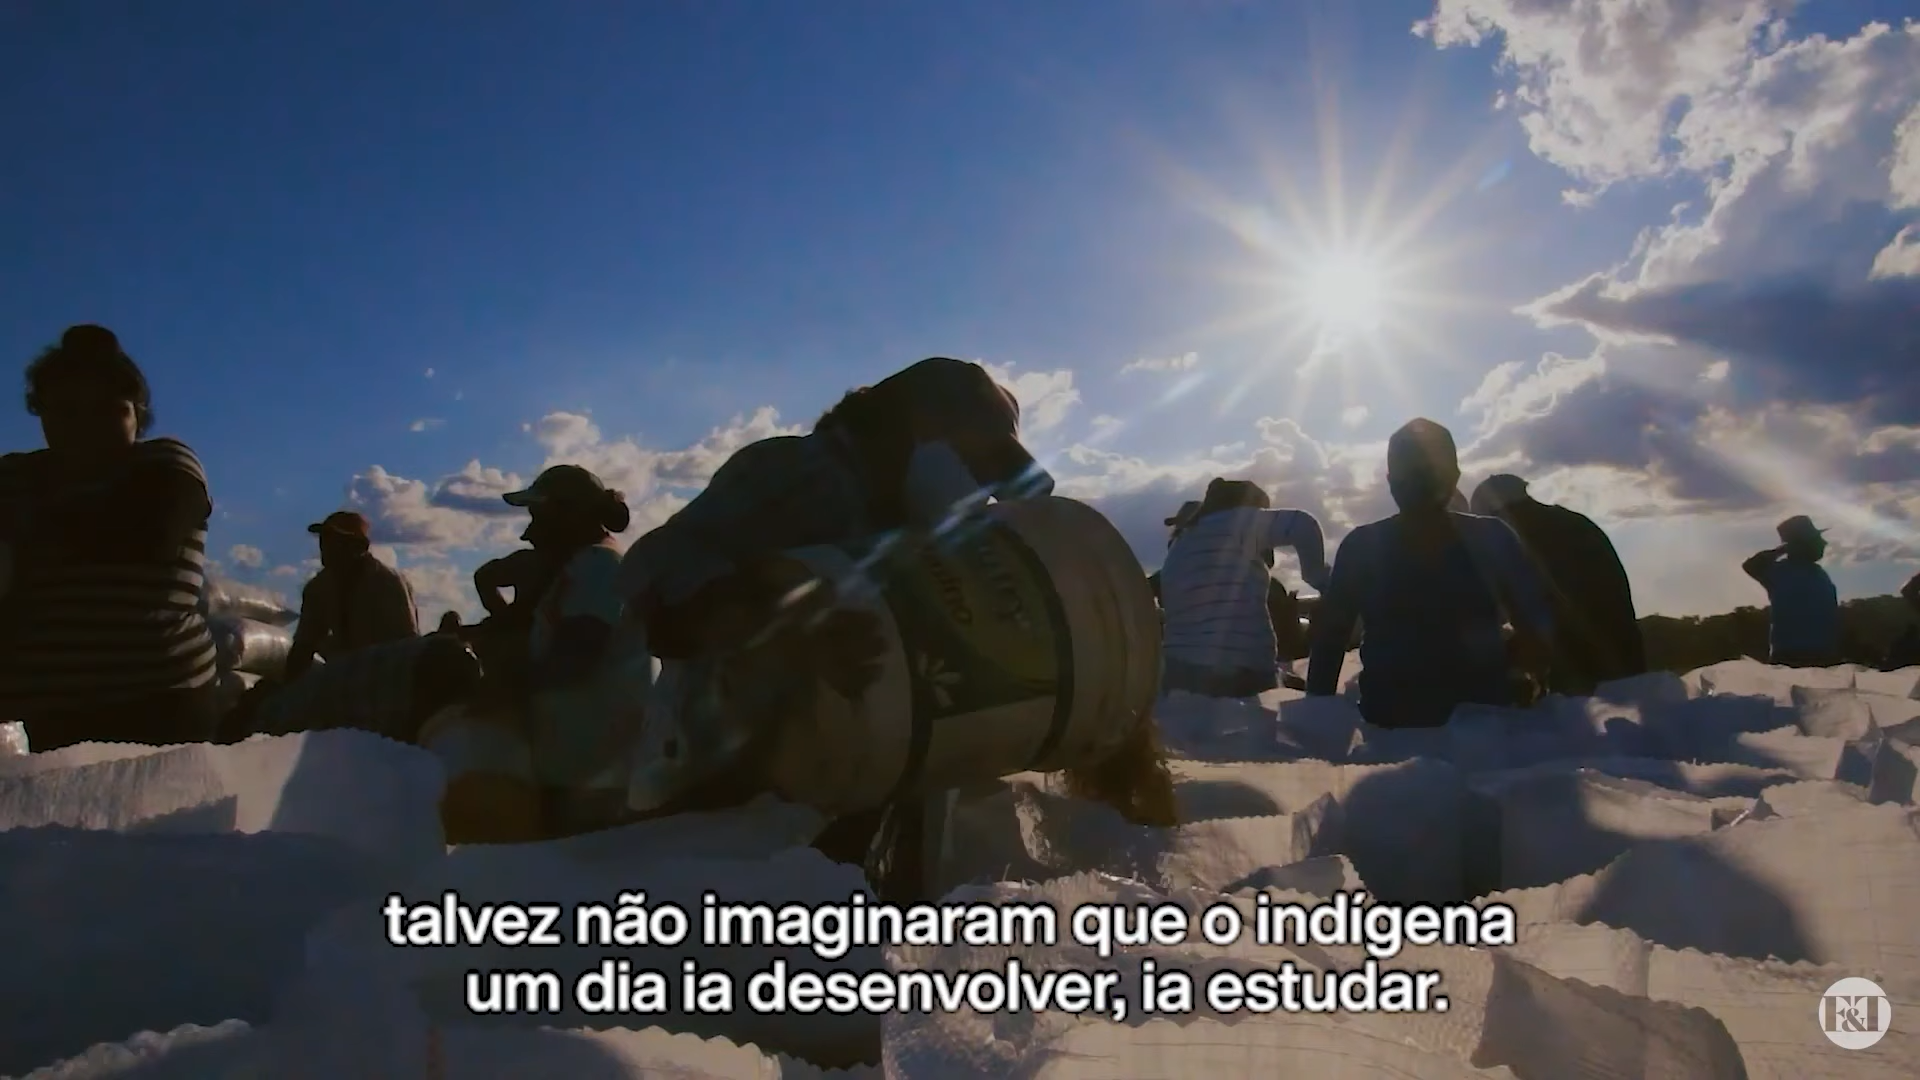 talvez não imaginaram que o indígena
um dia ia desenvolver, ia estudar.
F&I